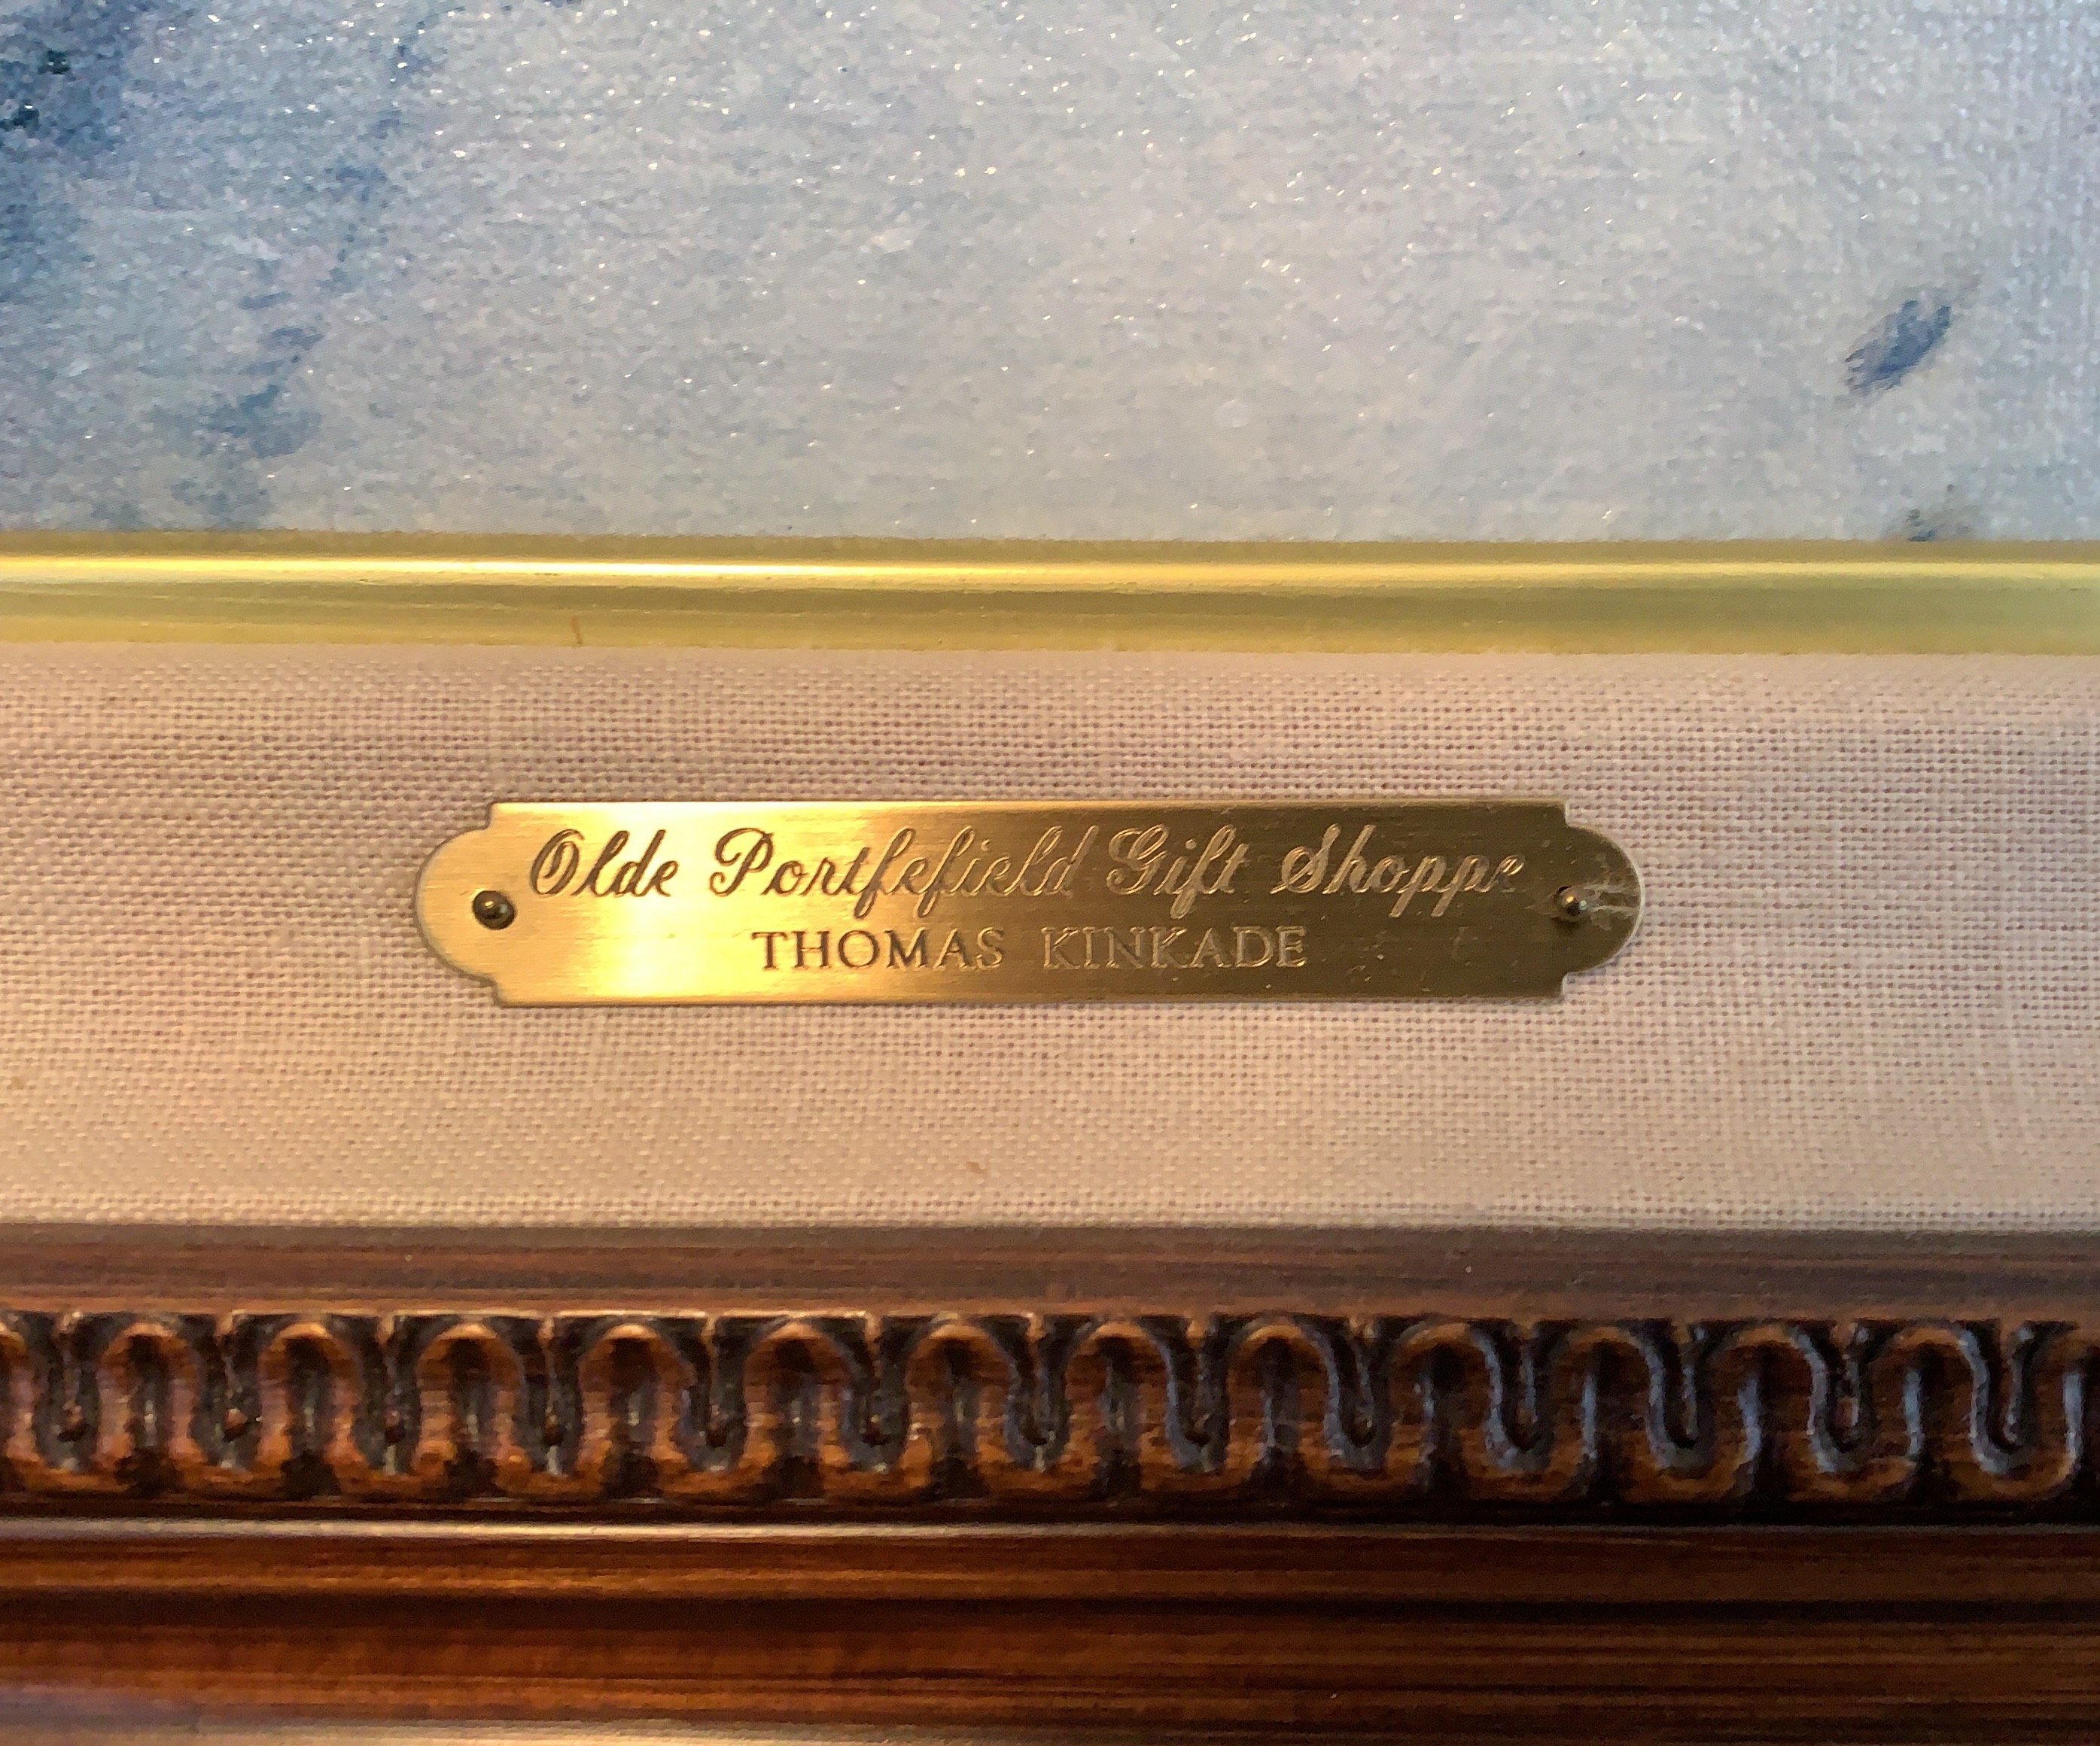 Olde Portfefield Gift Shoppe
THOMAS KINKADE